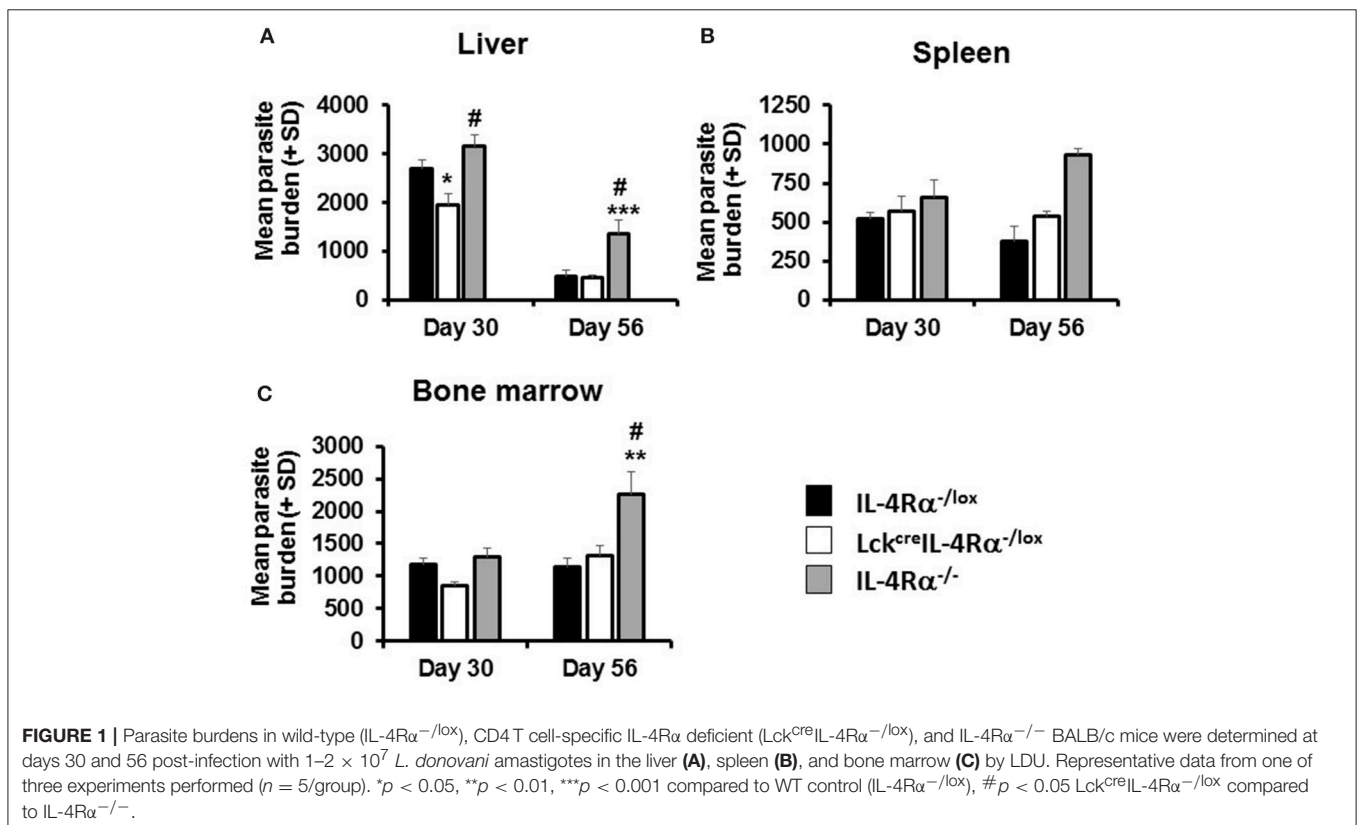 A
Liver
Mean parasite
burden (+ SD)
4000
3000
2000
1000
0
*
#
#
***
Day 30
Day 56
B
Spleen
Mean parasite
burden (+ SD)
1250
1000
750
500
250
0
Day 30
Day 56
C
Bone marrow
Mean parasite
burden (+ SD)
3000
2500
2000
1500
1000
500
0
#
**
Day 30
Day 56
IL-4Rα⁻/ˡᵒˣ
LckᶜʳᵉIL-4Rα⁻/ˡᵒˣ
IL-4Rα⁻/⁻
FIGURE 1 | Parasite burdens in wild-type (IL-4Rα⁻/ˡᵒˣ), CD4 T cell-specific IL-4Rα deficient (LckᶜʳᵉIL-4Rα⁻/ˡᵒˣ), and IL-4Rα⁻/⁻ BALB/c mice were determined at
days 30 and 56 post-infection with 1–2 × 10⁷ L. donovani amastigotes in the liver (A), spleen (B), and bone marrow (C) by LDU. Representative data from one of
three experiments performed (n = 5/group). *p < 0.05, **p < 0.01, ***p < 0.001 compared to WT control (IL-4Rα⁻/ˡᵒˣ), #p < 0.05 LckᶜʳᵉIL-4Rα⁻/ˡᵒˣ compared
to IL-4Rα⁻/⁻.